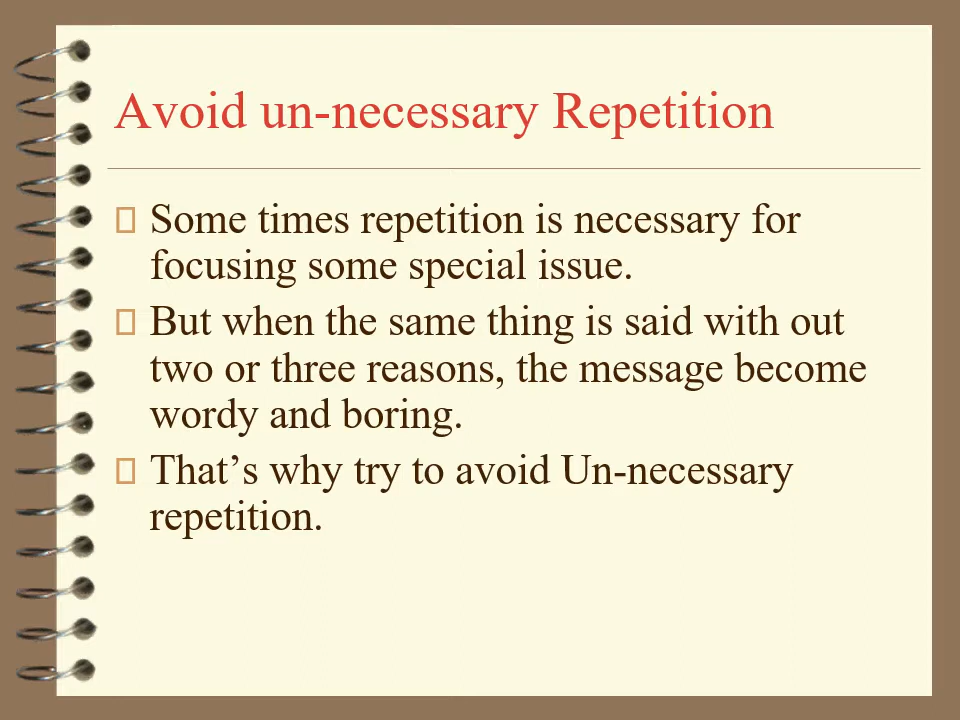 Avoid un-necessary Repetition
Some times repetition is necessary for
focusing some special issue.
But when the same thing is said with out
two or three reasons, the message become
wordy and boring.
That’s why try to avoid Un-necessary
repetition.